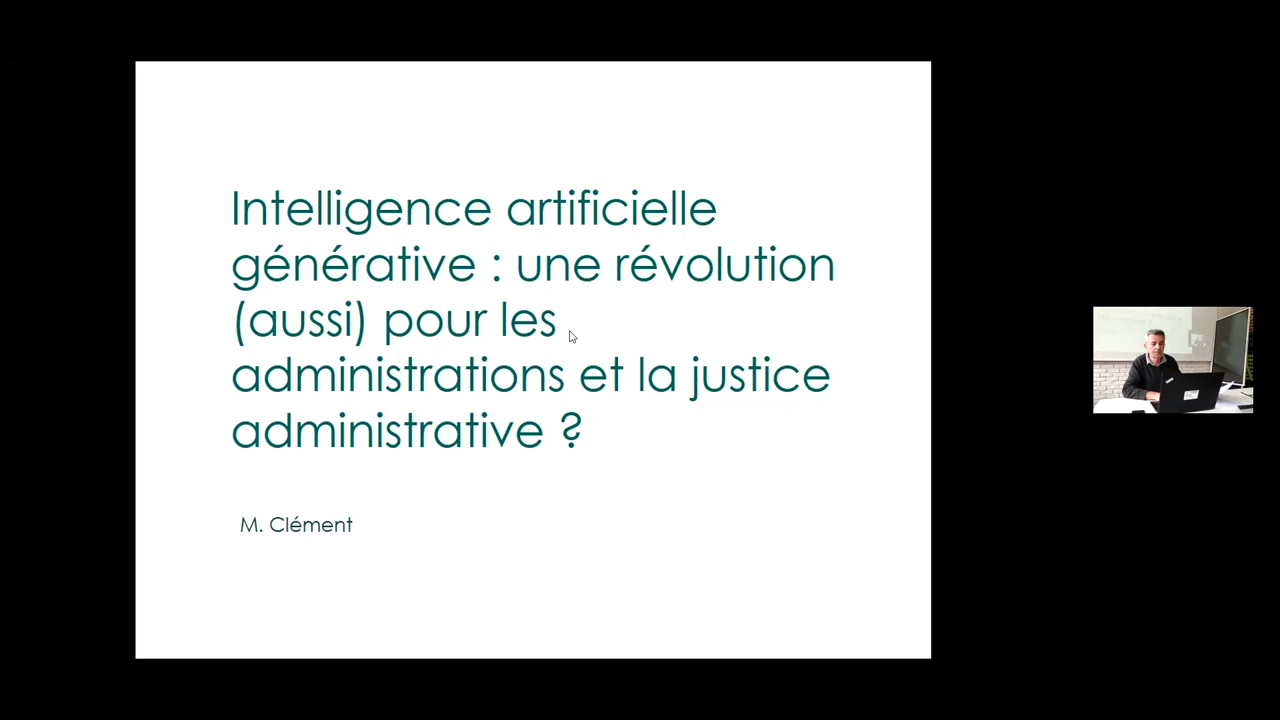 Intelligence artificielle
générative : une révolution
(aussi) pour les
administrations et la justice
administrative ?
M. Clément